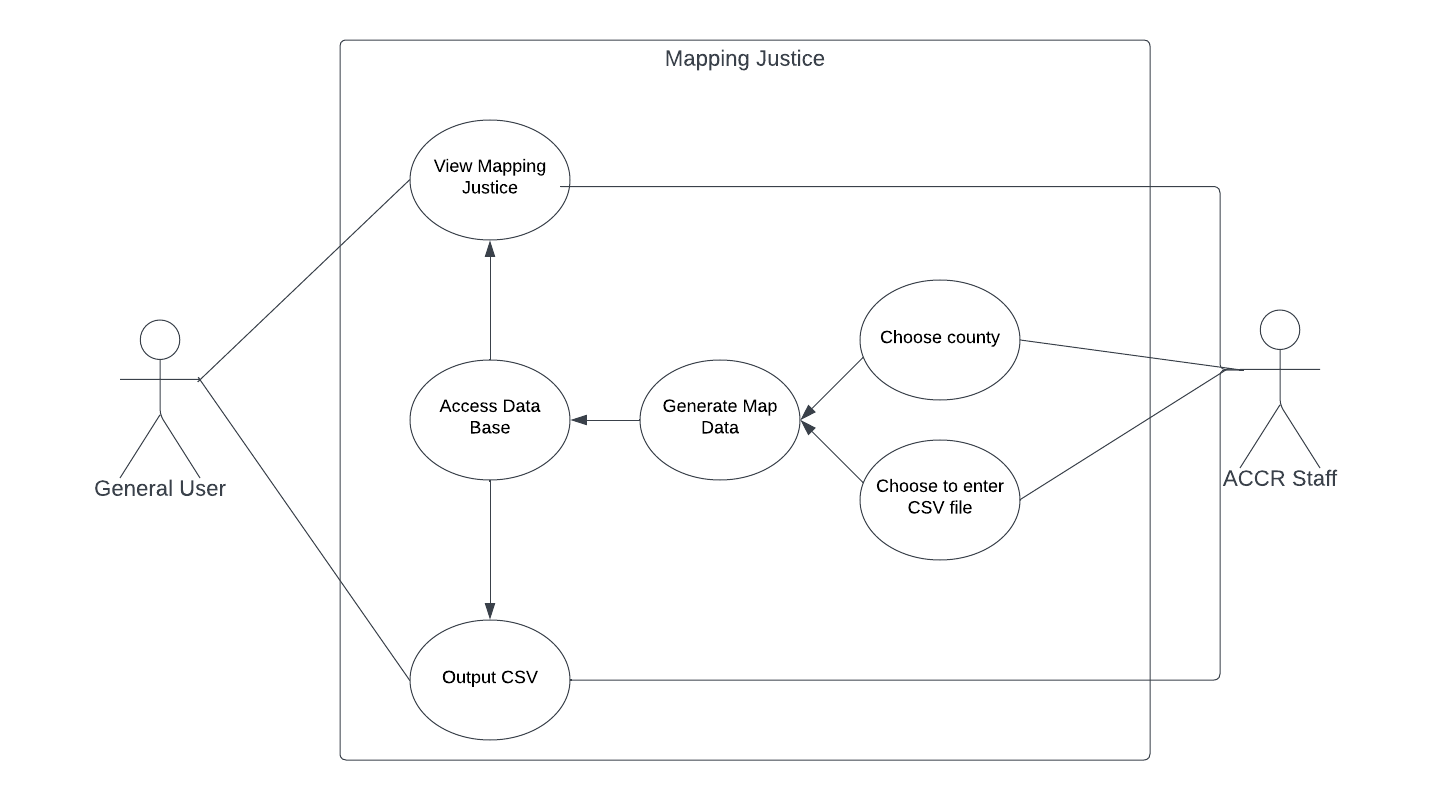 Mapping Justice
View Mapping
Justice
Choose county
Access Data
Base
Generate Map
Data
Choose to enter
CSV file
General User
ACCR Staff
Output CSV